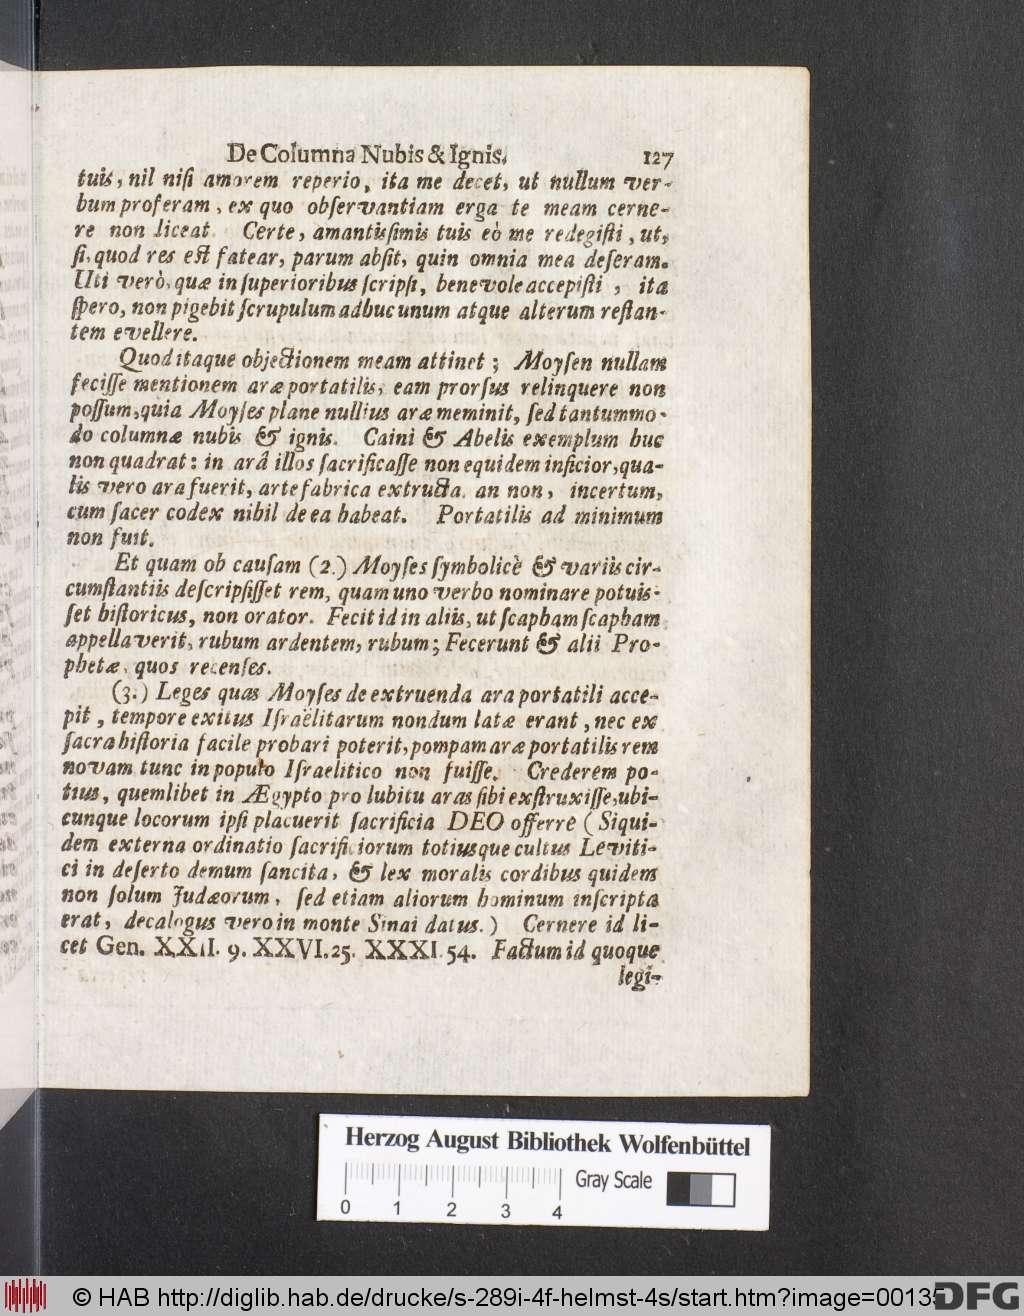 De Columna Nubis & Ignis. 127
tuis, nil niſi amorem reperio, ita me decet, ut nullum ver-
bum proferam, ex quo obſervantiam erga te meam cerne-
re non liceat. Certe, amantisſimis tuis eò me redegiſti, ut,
ſi, quod res eſt fatear, parum abſit, quin omnia mea deſeram.
Uti verò, quæ in ſuperioribus ſcripſi, benevole accepiſti, ita
ſpero, non pigebit ſcrupulum adhuc unum atque alterum reſtan-
tem evellere.
Quod itaque objectionem meam attinet; Moyſen nullam
feciſſe mentionem aræ portatilis, eam prorſus relinquere non
poſſum, quia Moyſes plane nullius aræ meminit, ſed tantummo-
do columnæ nubis & ignis. Caini & Abelis exemplum huc
non quadrat: in arâ illos ſacrificaſſe non equidem inficior, qua-
lis vero ara fuerit, arte fabrica extructa, an non, incertum,
cum ſacer codex nihil de ea habeat. Portatilis ad minimum
non fuit.
Et quam ob cauſam (2.) Moyſes ſymbolicè & variis cir-
cumſtantiis deſcripſiſſet rem, quam uno verbo nominare potuis-
ſet hiſtoricus, non orator. Fecit id in aliis, ut ſcapham ſcapham
appellaverit, rubum ardentem, rubum; Fecerunt & alii Pro-
phetæ, quos recenſes.
(3.) Leges quas Moyſes de extruenda ara portatili acce-
pit, tempore exitus Iſraëlitarum nondum latæ erant, nec ex
ſacra hiſtoria facile probari poterit, pompam aræ portatilis rem
novam tunc in populo Iſraelitico non fuiſſe. Crederem po-
tius, quemlibet in Ægypto pro lubitu aras ſibi exſtruxiſſe, ubi-
cunque locorum ipſi placuerit ſacrificia DEO offerre (Siqui-
dem externa ordinatio ſacrificiorum totiusque cultus Leviti-
ci in deſerto demum ſancita, & lex moralis cordibus quidem
non ſolum Judæorum, ſed etiam aliorum hominum inſcripta
erat, decalogus vero in monte Sinai datus.) Cernere id li-
cet Gen. XXII. 9. XXVI. 25. XXXI. 54. Factum id quoque
legi-
Herzog August Bibliothek Wolfenbüttel
Gray Scale
0 1 2 3 4
© HAB http://diglib.hab.de/drucke/s-289i-4f-helmst-4s/start.htm?image=00135
DFG